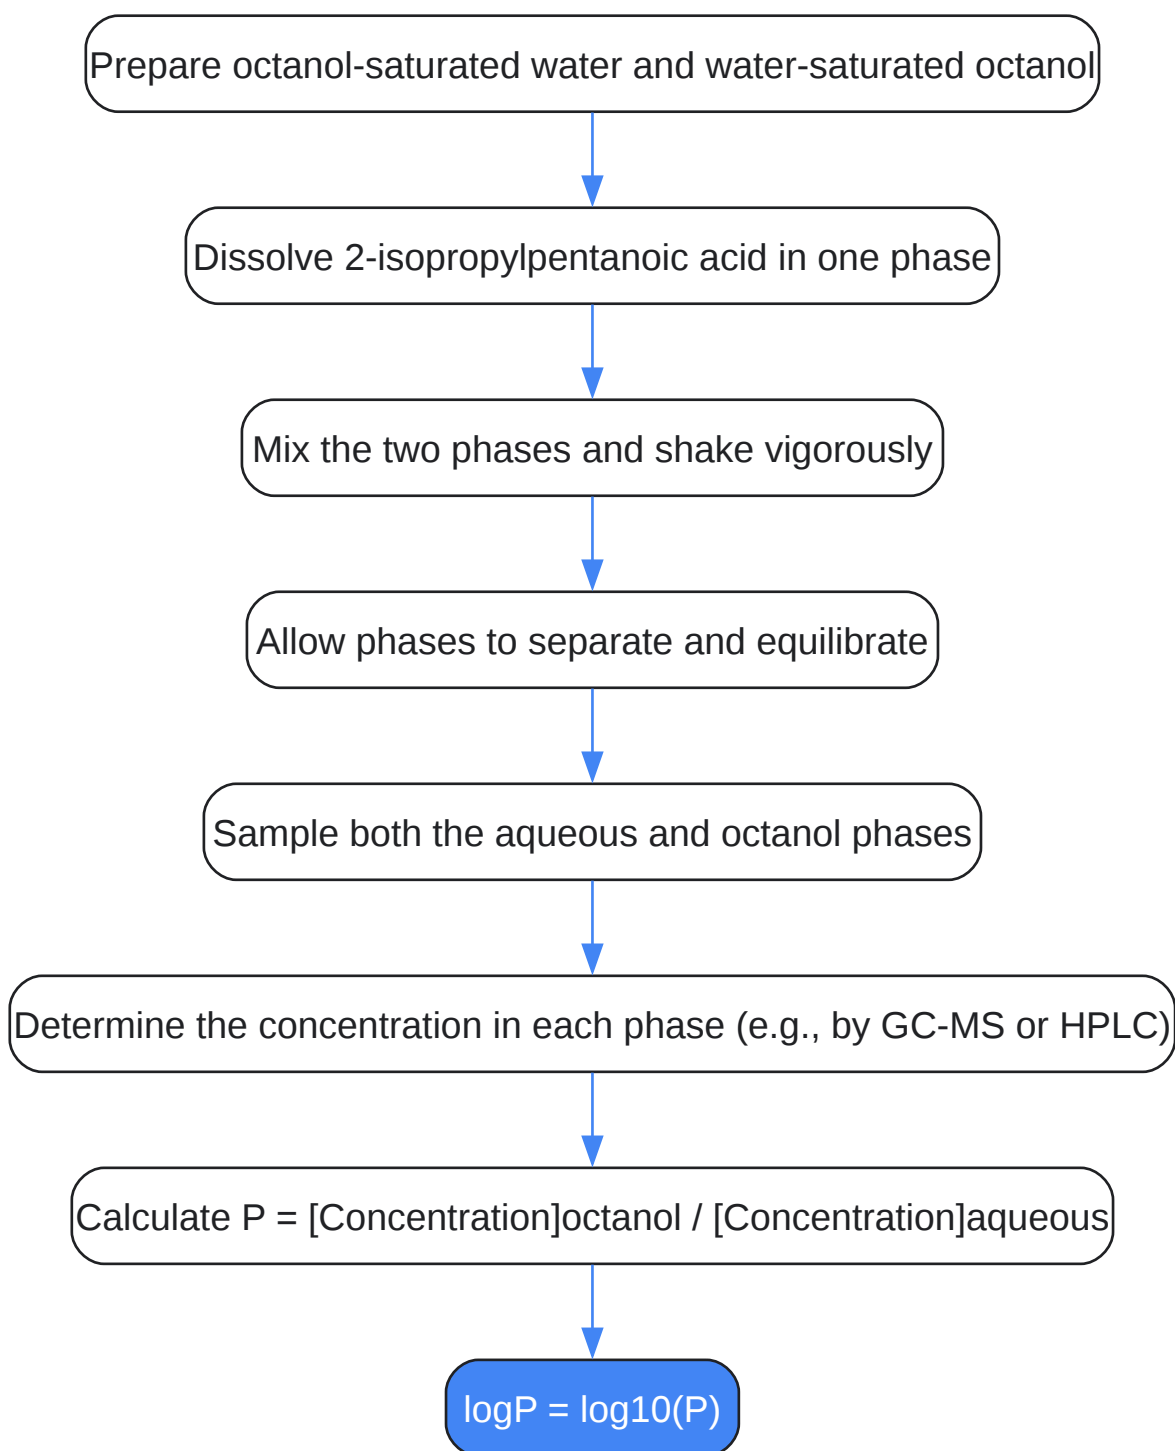 Prepare octanol-saturated water and water-saturated octanol
Dissolve 2-isopropylpentanoic acid in one phase
Mix the two phases and shake vigorously
Allow phases to separate and equilibrate
Sample both the aqueous and octanol phases
Determine the concentration in each phase (e.g., by GC-MS or HPLC)
Calculate P = [Concentration]octanol / [Concentration]aqueous
logP = log10(P)